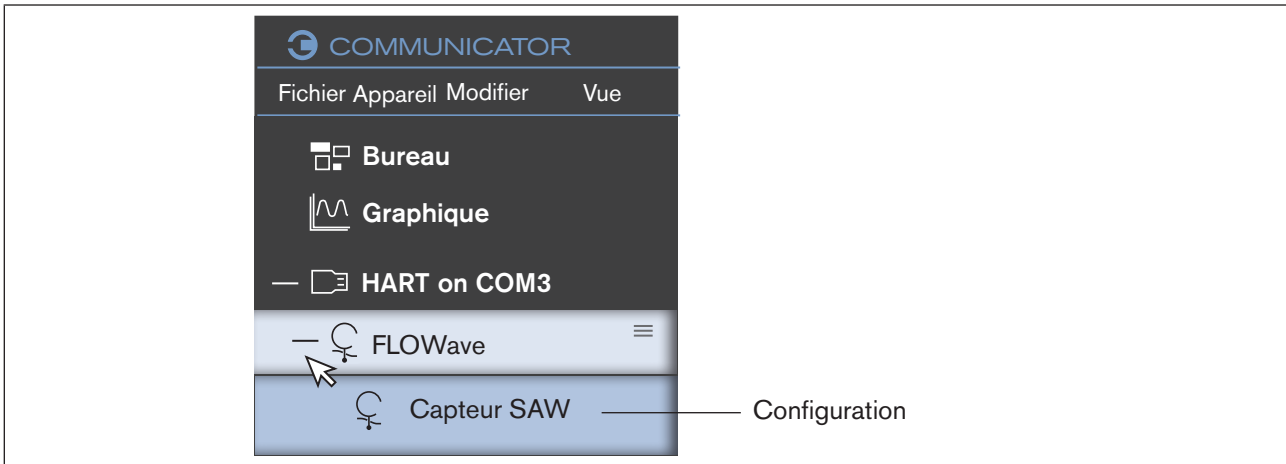 COMMUNICATOR
Fichier Appareil Modifier Vue
Bureau
Graphique
HART on COM3
FLOWave
Capteur SAW Configuration